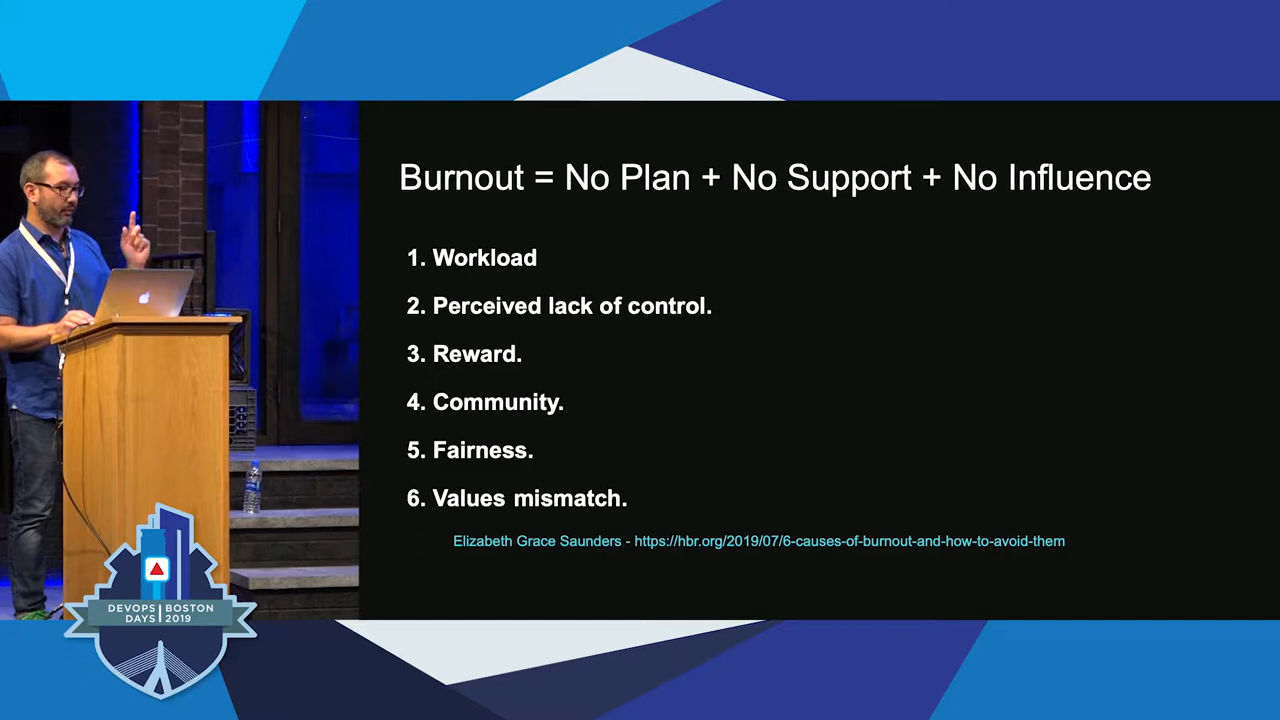 Burnout = No Plan + No Support + No Influence
1. Workload
2. Perceived lack of control.
3. Reward.
4. Community.
5. Fairness.
6. Values mismatch.
Elizabeth Grace Saunders - https://hbr.org/2019/07/6-causes-of-burnout-and-how-to-avoid-them
DEVOPS BOSTON
DAYS 2019